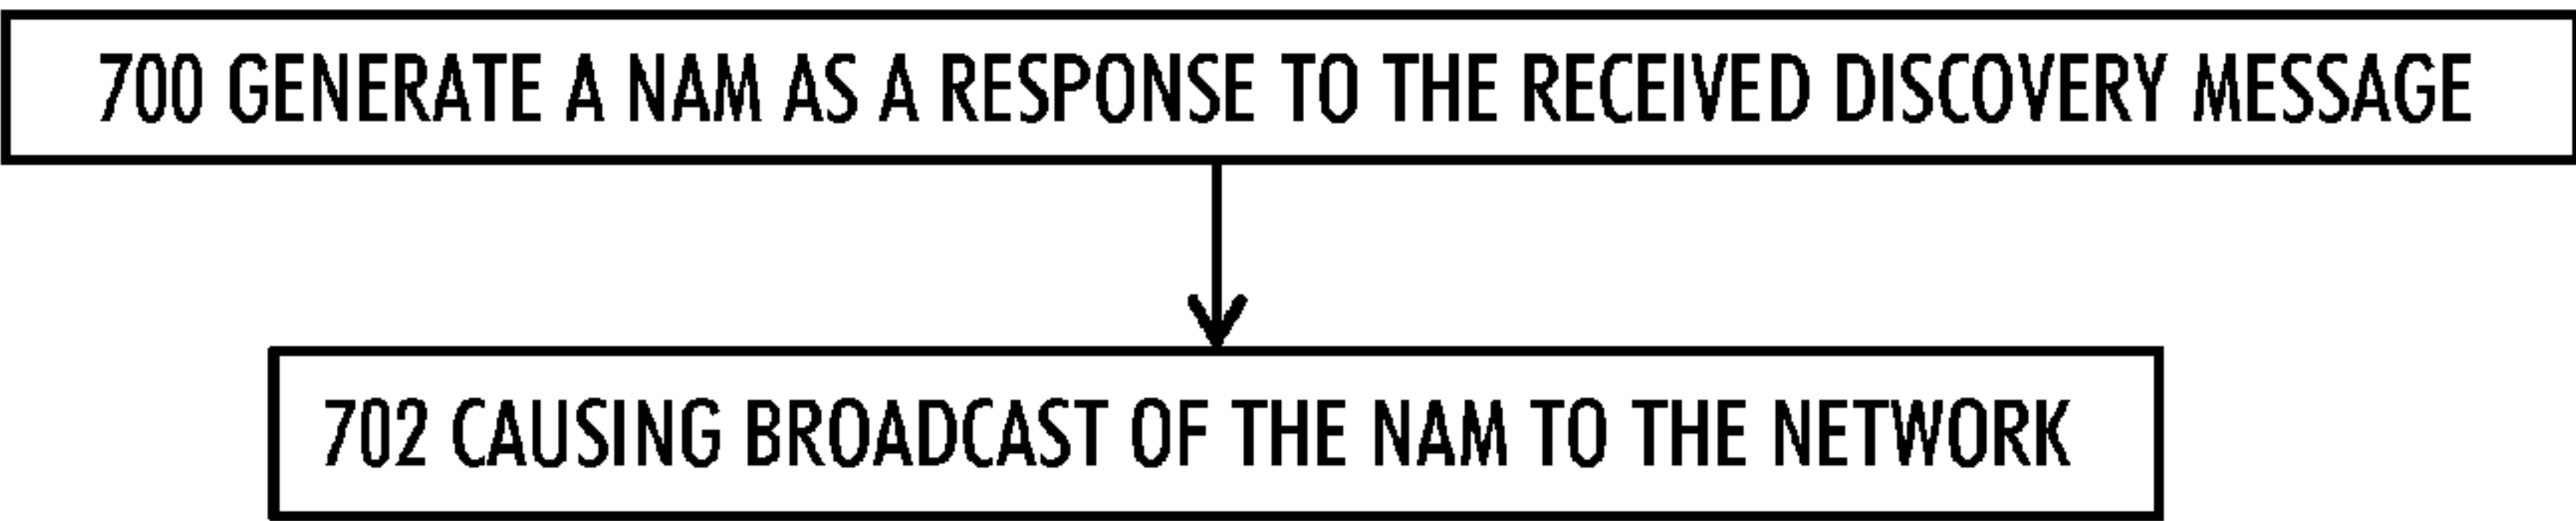 700 GENERATE A NAM AS A RESPONSE TO THE RECEIVED DISCOVERY MESSAGE
702 CAUSING BROADCAST OF THE NAM TO THE NETWORK